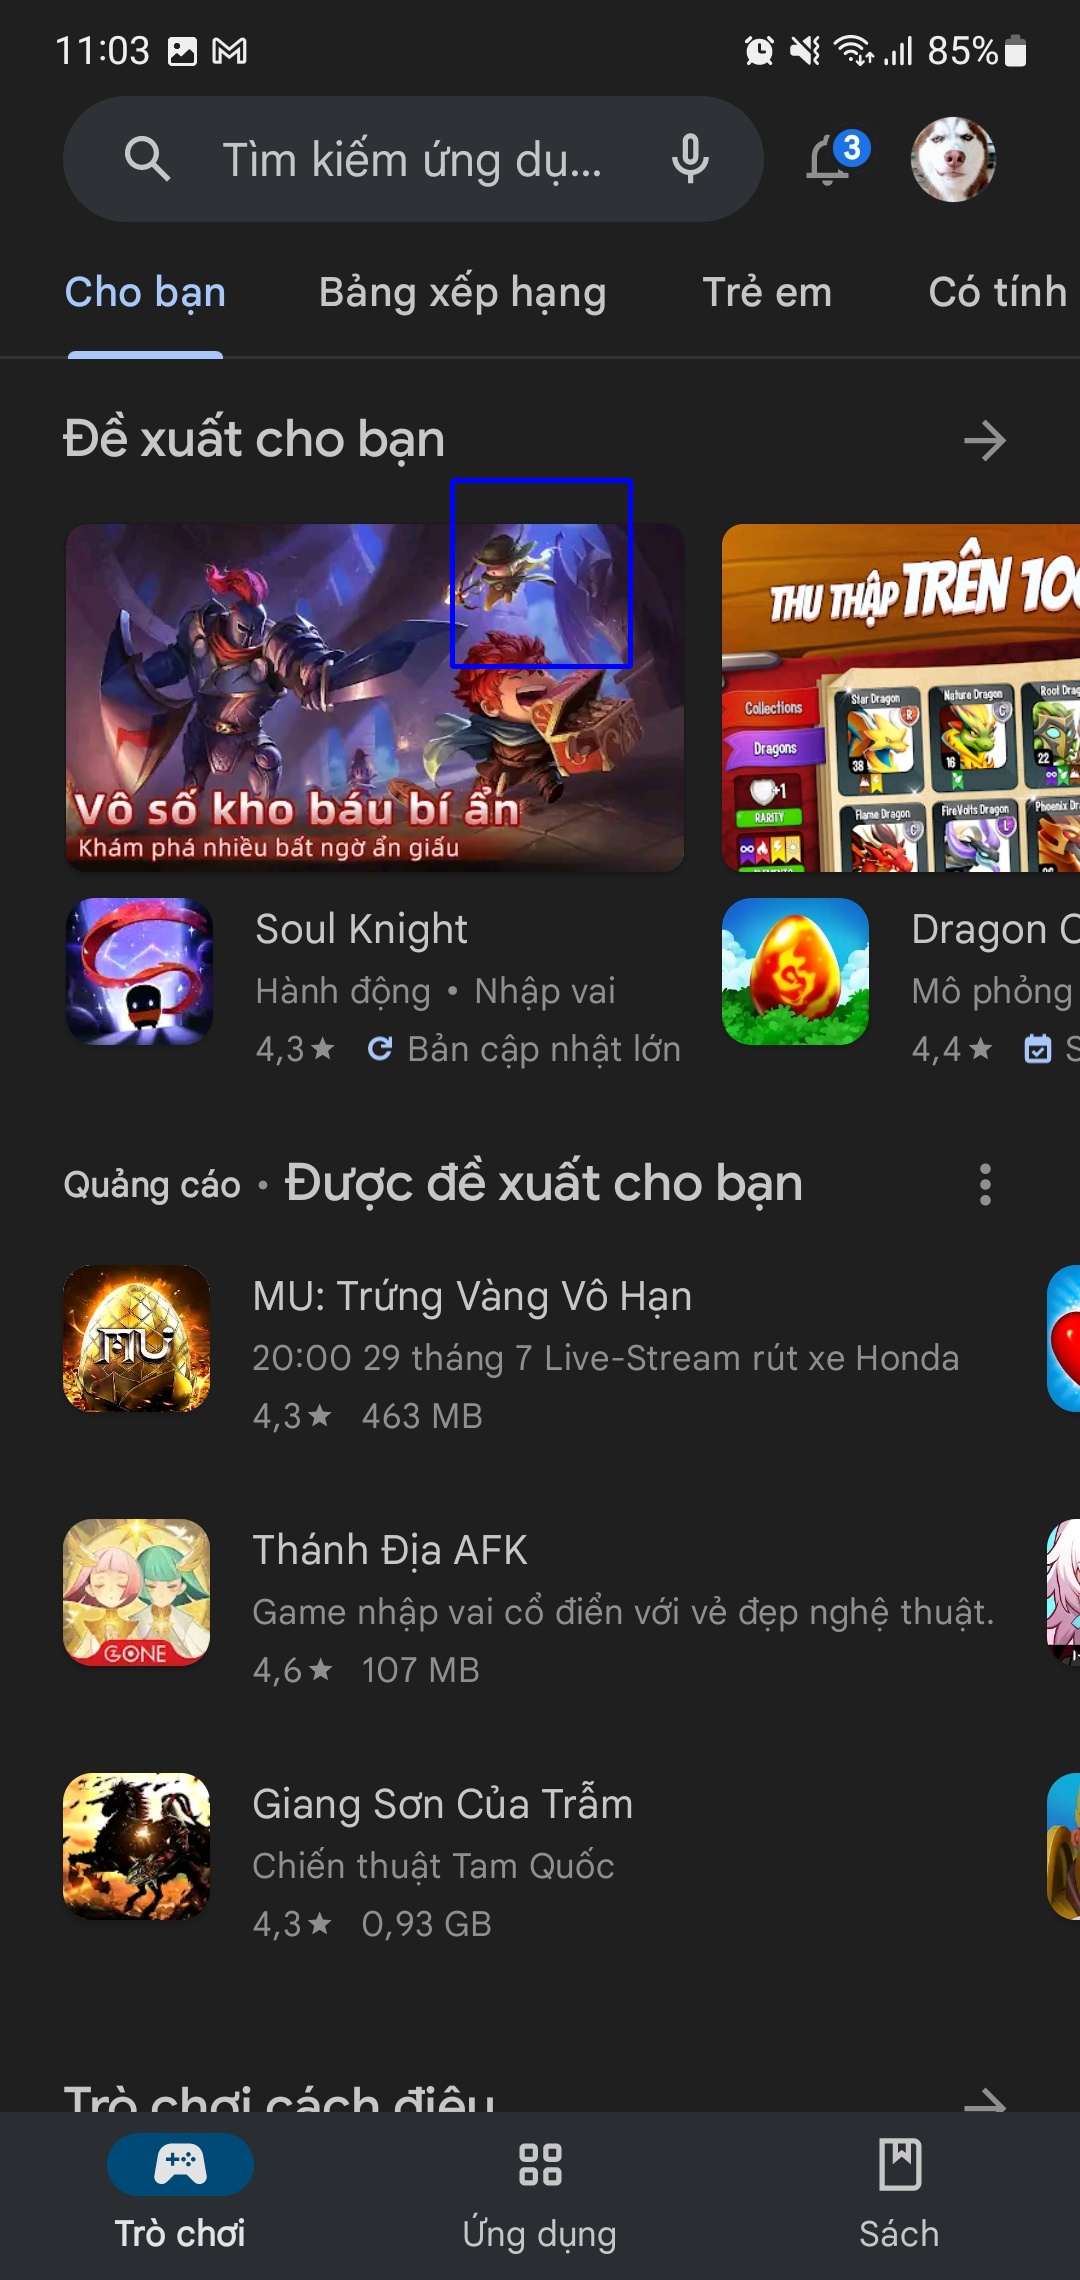 11:03
85%
Tìm kiếm ứng dụ...
3
Cho bạn
Bảng xếp hạng
Trẻ em
Có tính
Đề xuất cho bạn
Vô số kho báu bí ẩn
Khám phá nhiều bất ngờ ẩn giấu
THU THẬP TRÊN 100
Collections
Dragons
+1
RARITY
Star Dragon
R
38
Nature Dragon
C
16
Root Drag
22
Flame Dragon
C
FireVolts Dragon
L
Phoenix Dr
Soul Knight
Hành động • Nhập vai
4,3★ Bản cập nhật lớn
Dragon C
Mô phỏng
4,4★ S
Quảng cáo • Được đề xuất cho bạn
MU
MU: Trứng Vàng Vô Hạn
20:00 29 tháng 7 Live-Stream rút xe Honda
4,3★ 463 MB
GONE
Thánh Địa AFK
Game nhập vai cổ điển với vẻ đẹp nghệ thuật.
4,6★ 107 MB
Giang Sơn Của Trẫm
Chiến thuật Tam Quốc
4,3★ 0,93 GB
Trò chơi cách điệu
Trò chơi
Ứng dụng
Sách